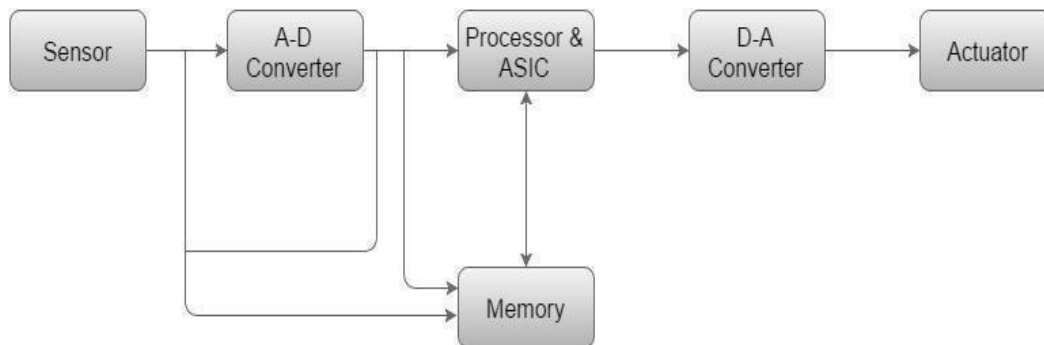 Sensor
A-D
Converter
Processor &
ASIC
D-A
Converter
Actuator
Memory